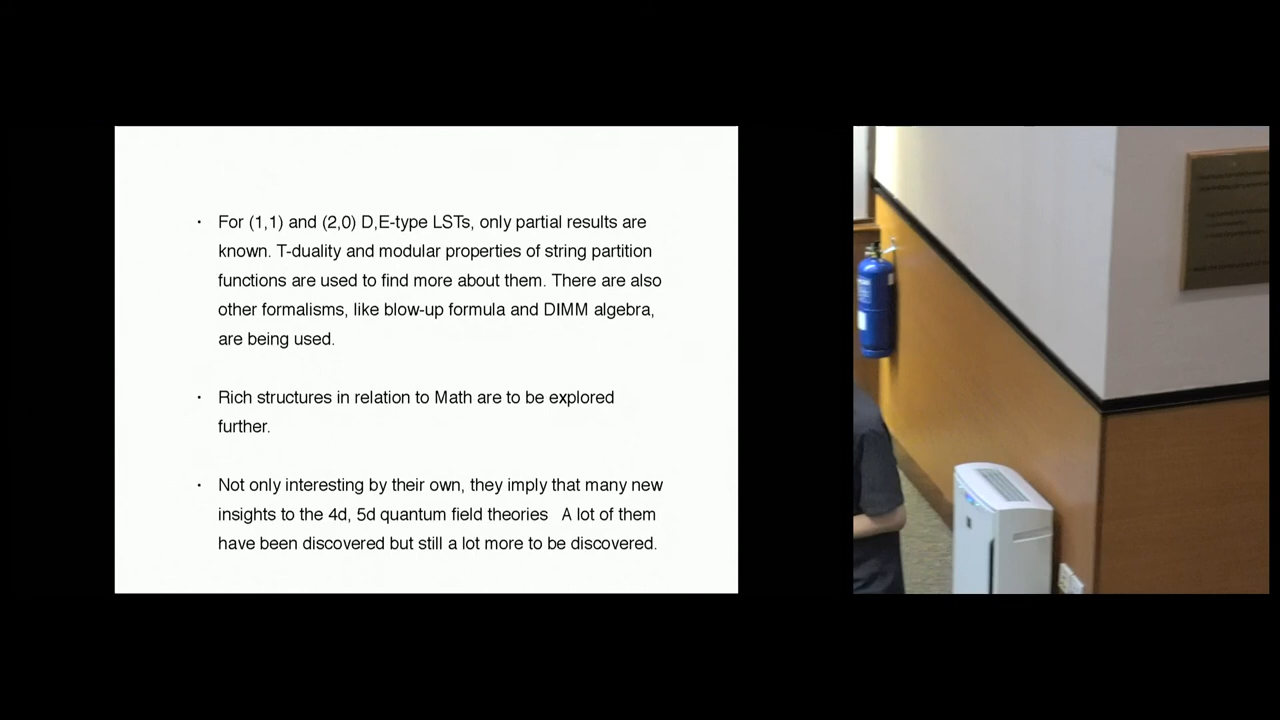 · For (1,1) and (2,0) D,E-type LSTs, only partial results are
known. T-duality and modular properties of string partition
functions are used to find more about them. There are also
other formalisms, like blow-up formula and DIMM algebra,
are being used.
· Rich structures in relation to Math are to be explored
further.
· Not only interesting by their own, they imply that many new
insights to the 4d, 5d quantum field theories A lot of them
have been discovered but still a lot more to be discovered.